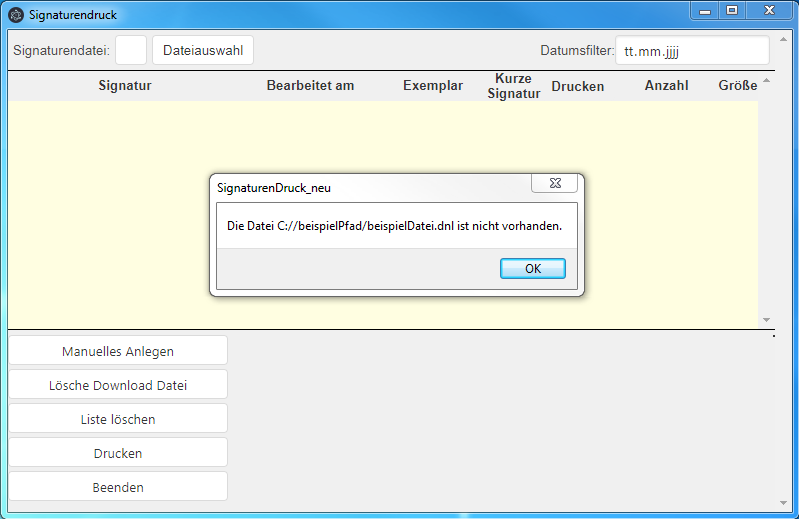 Signaturendruck
Signaturendatei: Dateiauswahl Datumsfilter: tt.mm.jjjj
Signatur Bearbeitet am Exemplar Kurze Signatur Drucken Anzahl Größe
SignaturenDruck_neu
Die Datei C://beispielPfad/beispielDatei.dnl ist nicht vorhanden.
OK
Manuelles Anlegen
Lösche Download Datei
Liste löschen
Drucken
Beenden